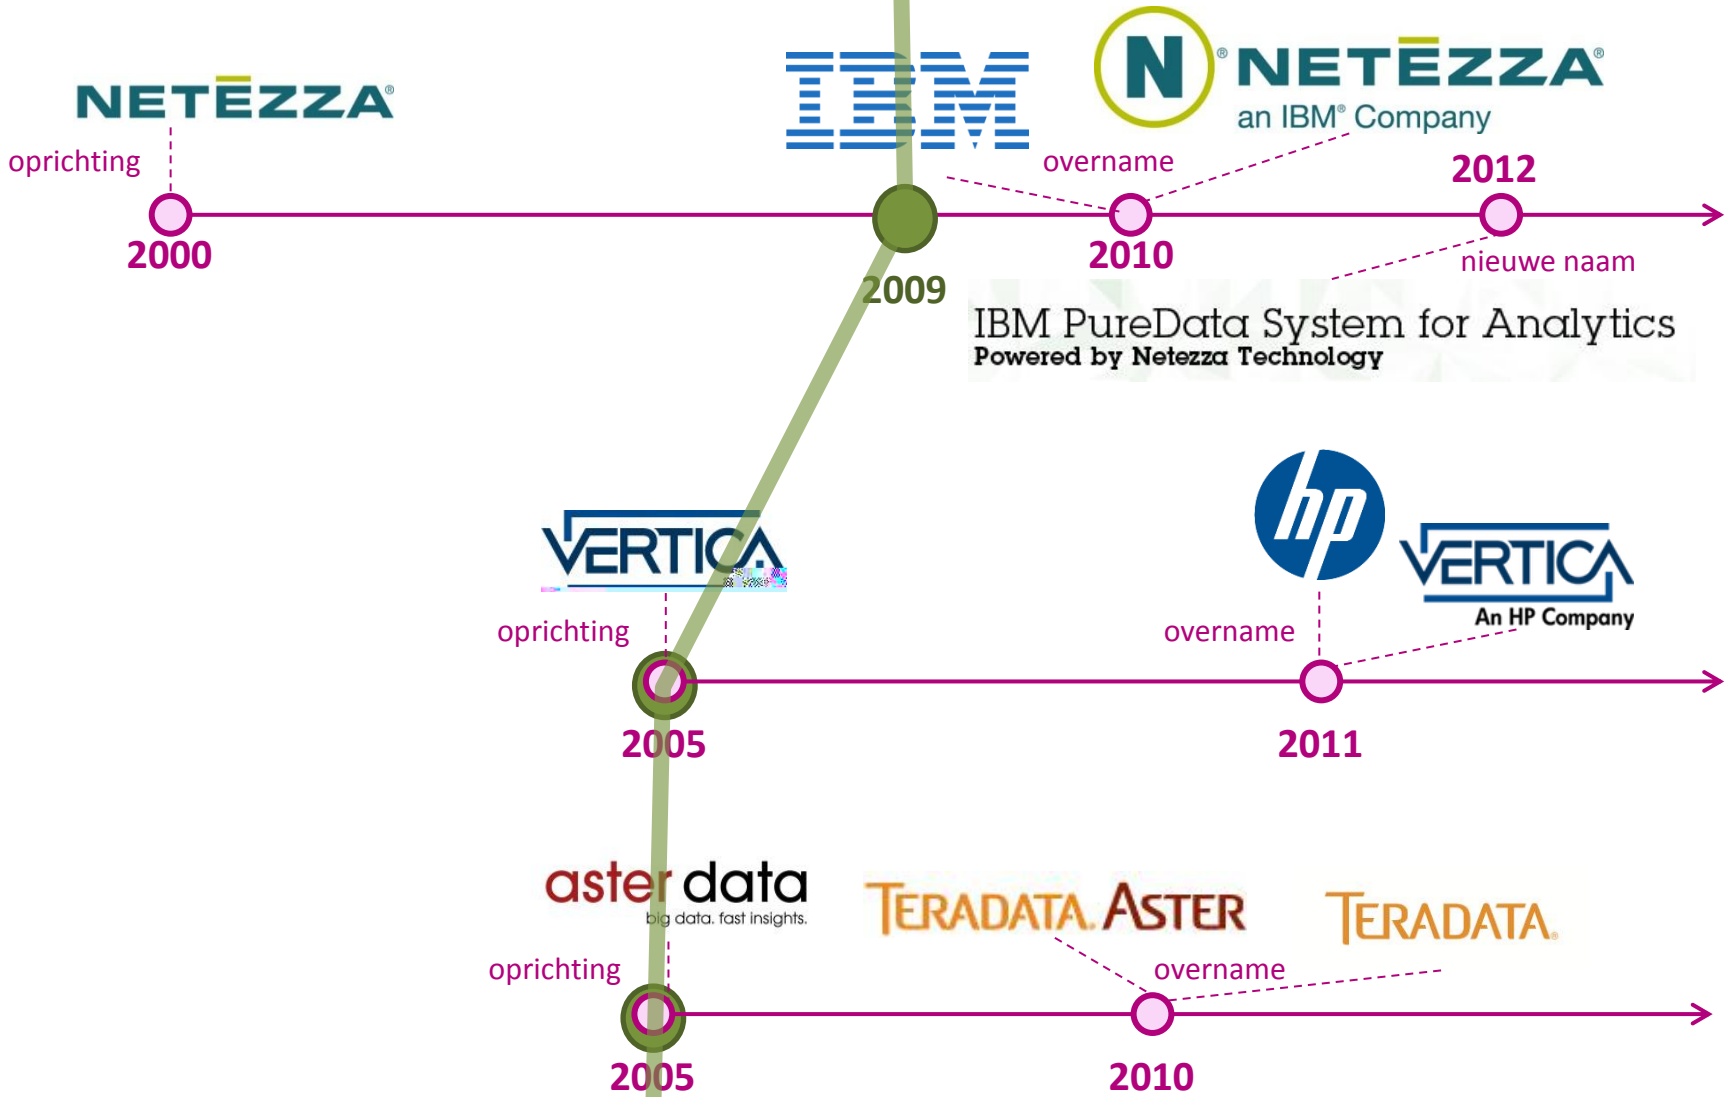 NETEZZA®
IBM
N® NETEZZA®
an IBM® Company
oprichting
overname
2012
2000
2010
nieuwe naam
2009
IBM PureData System for Analytics
Powered by Netezza Technology
hp
VERTICA
VERTICA
An HP Company
oprichting
overname
2005
2011
aster data
big data. fast insights.
TERADATA. ASTER
TERADATA®
oprichting
overname
2005
2010